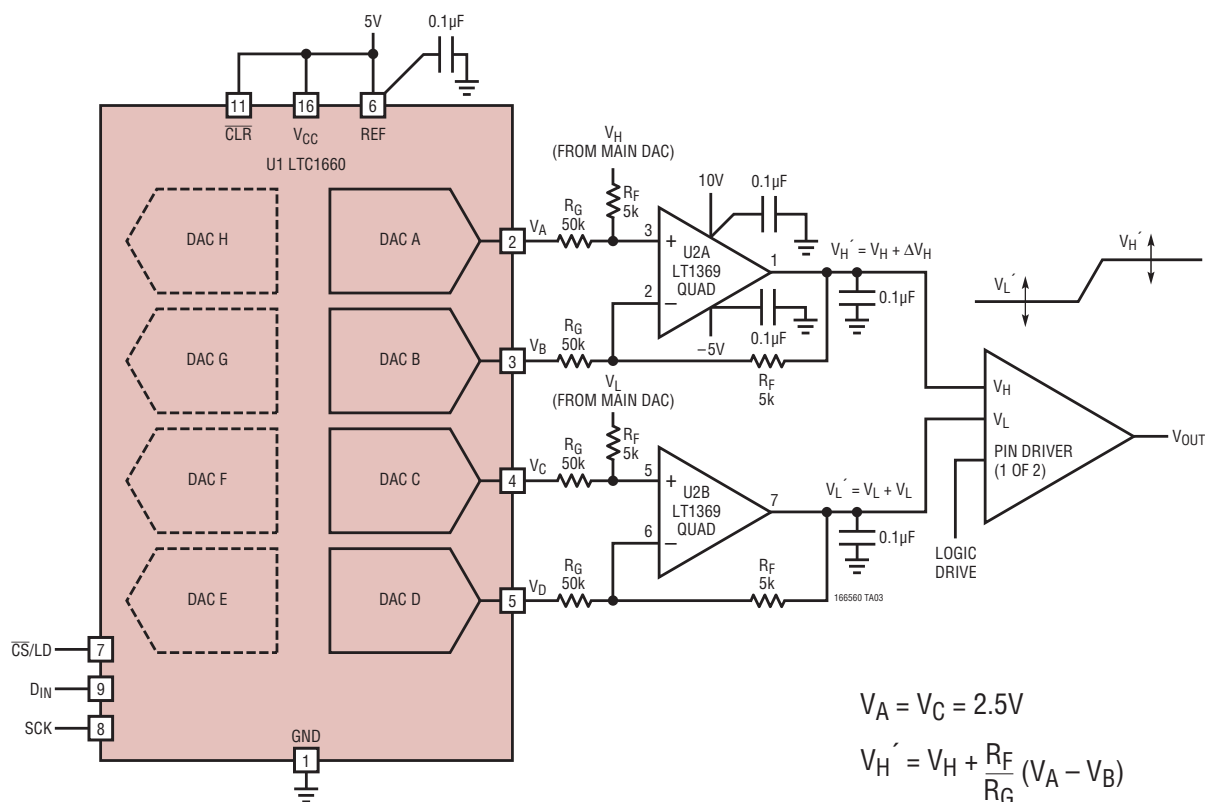 5V
0.1µF
11
16
6
CLR
VCC
REF
U1 LTC1660
DAC H
DAC A
2
VA
RG
50k
VH
(FROM MAIN DAC)
RF
5k
3
+
10V
0.1µF
U2A
LT1369
QUAD
1
2
–
–5V
0.1µF
VH´ = VH + ΔVH
0.1µF
DAC G
DAC B
3
VB
RG
50k
RF
5k
VL
(FROM MAIN DAC)
RF
5k
DAC F
DAC C
4
VC
RG
50k
5
+
U2B
LT1369
QUAD
7
6
–
VL´ = VL + VL
0.1µF
DAC E
DAC D
5
VD
RG
50k
RF
5k
166560 TA03
VL´
VH´
VH
VL
PIN DRIVER
(1 OF 2)
VOUT
LOGIC
DRIVE
CS/LD
7
DIN
9
SCK
8
GND
1
VA = VC = 2.5V
VH´ = VH + RF/RG (VA – VB)